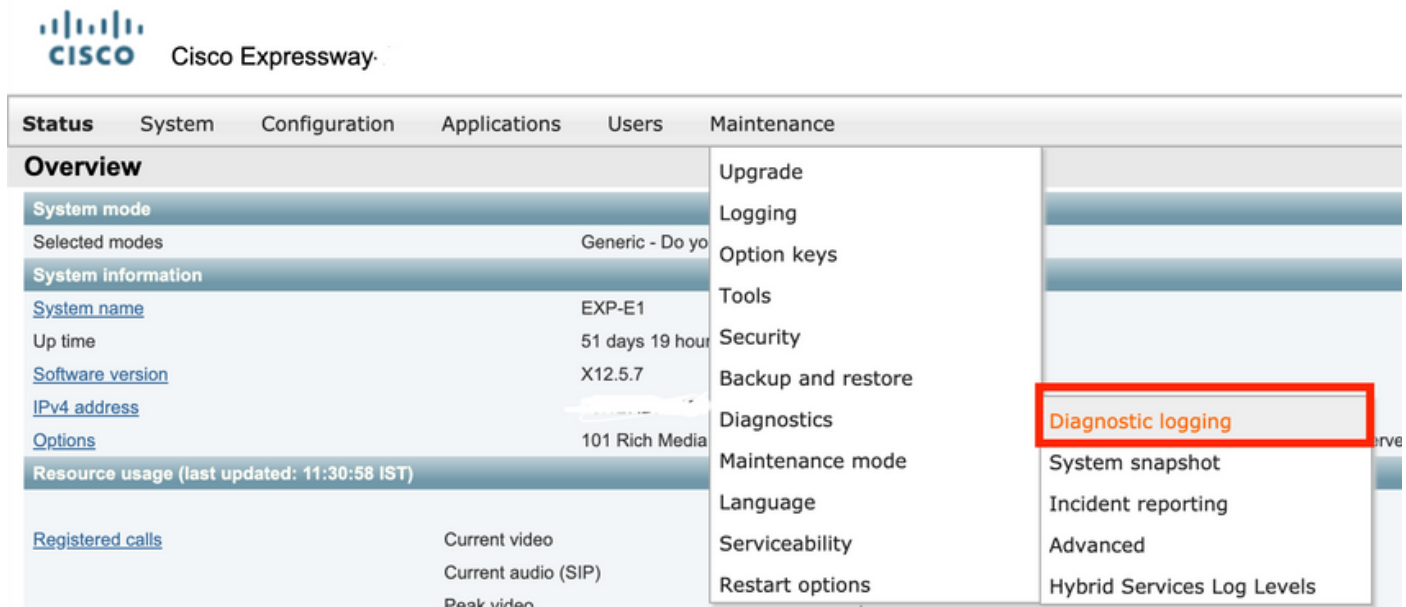 CISCO
Cisco Expressway
Status System Configuration Applications Users Maintenance
Overview
System mode
Selected modes Generic - Do
System information
System name EXP-E1
Up time 51 days 19
Software version X12.5.7
IPv4 address
Options 101 Rich Media
Resource usage (last updated: 11:30:58 IST)
Registered calls Current video
Current audio (SIP)
Peak video
Upgrade
Logging
Option keys
Tools
Security
Backup and restore
Diagnostics
Maintenance mode
Language
Serviceability
Restart options
Diagnostic logging
System snapshot
Incident reporting
Advanced
Hybrid Services Log Levels